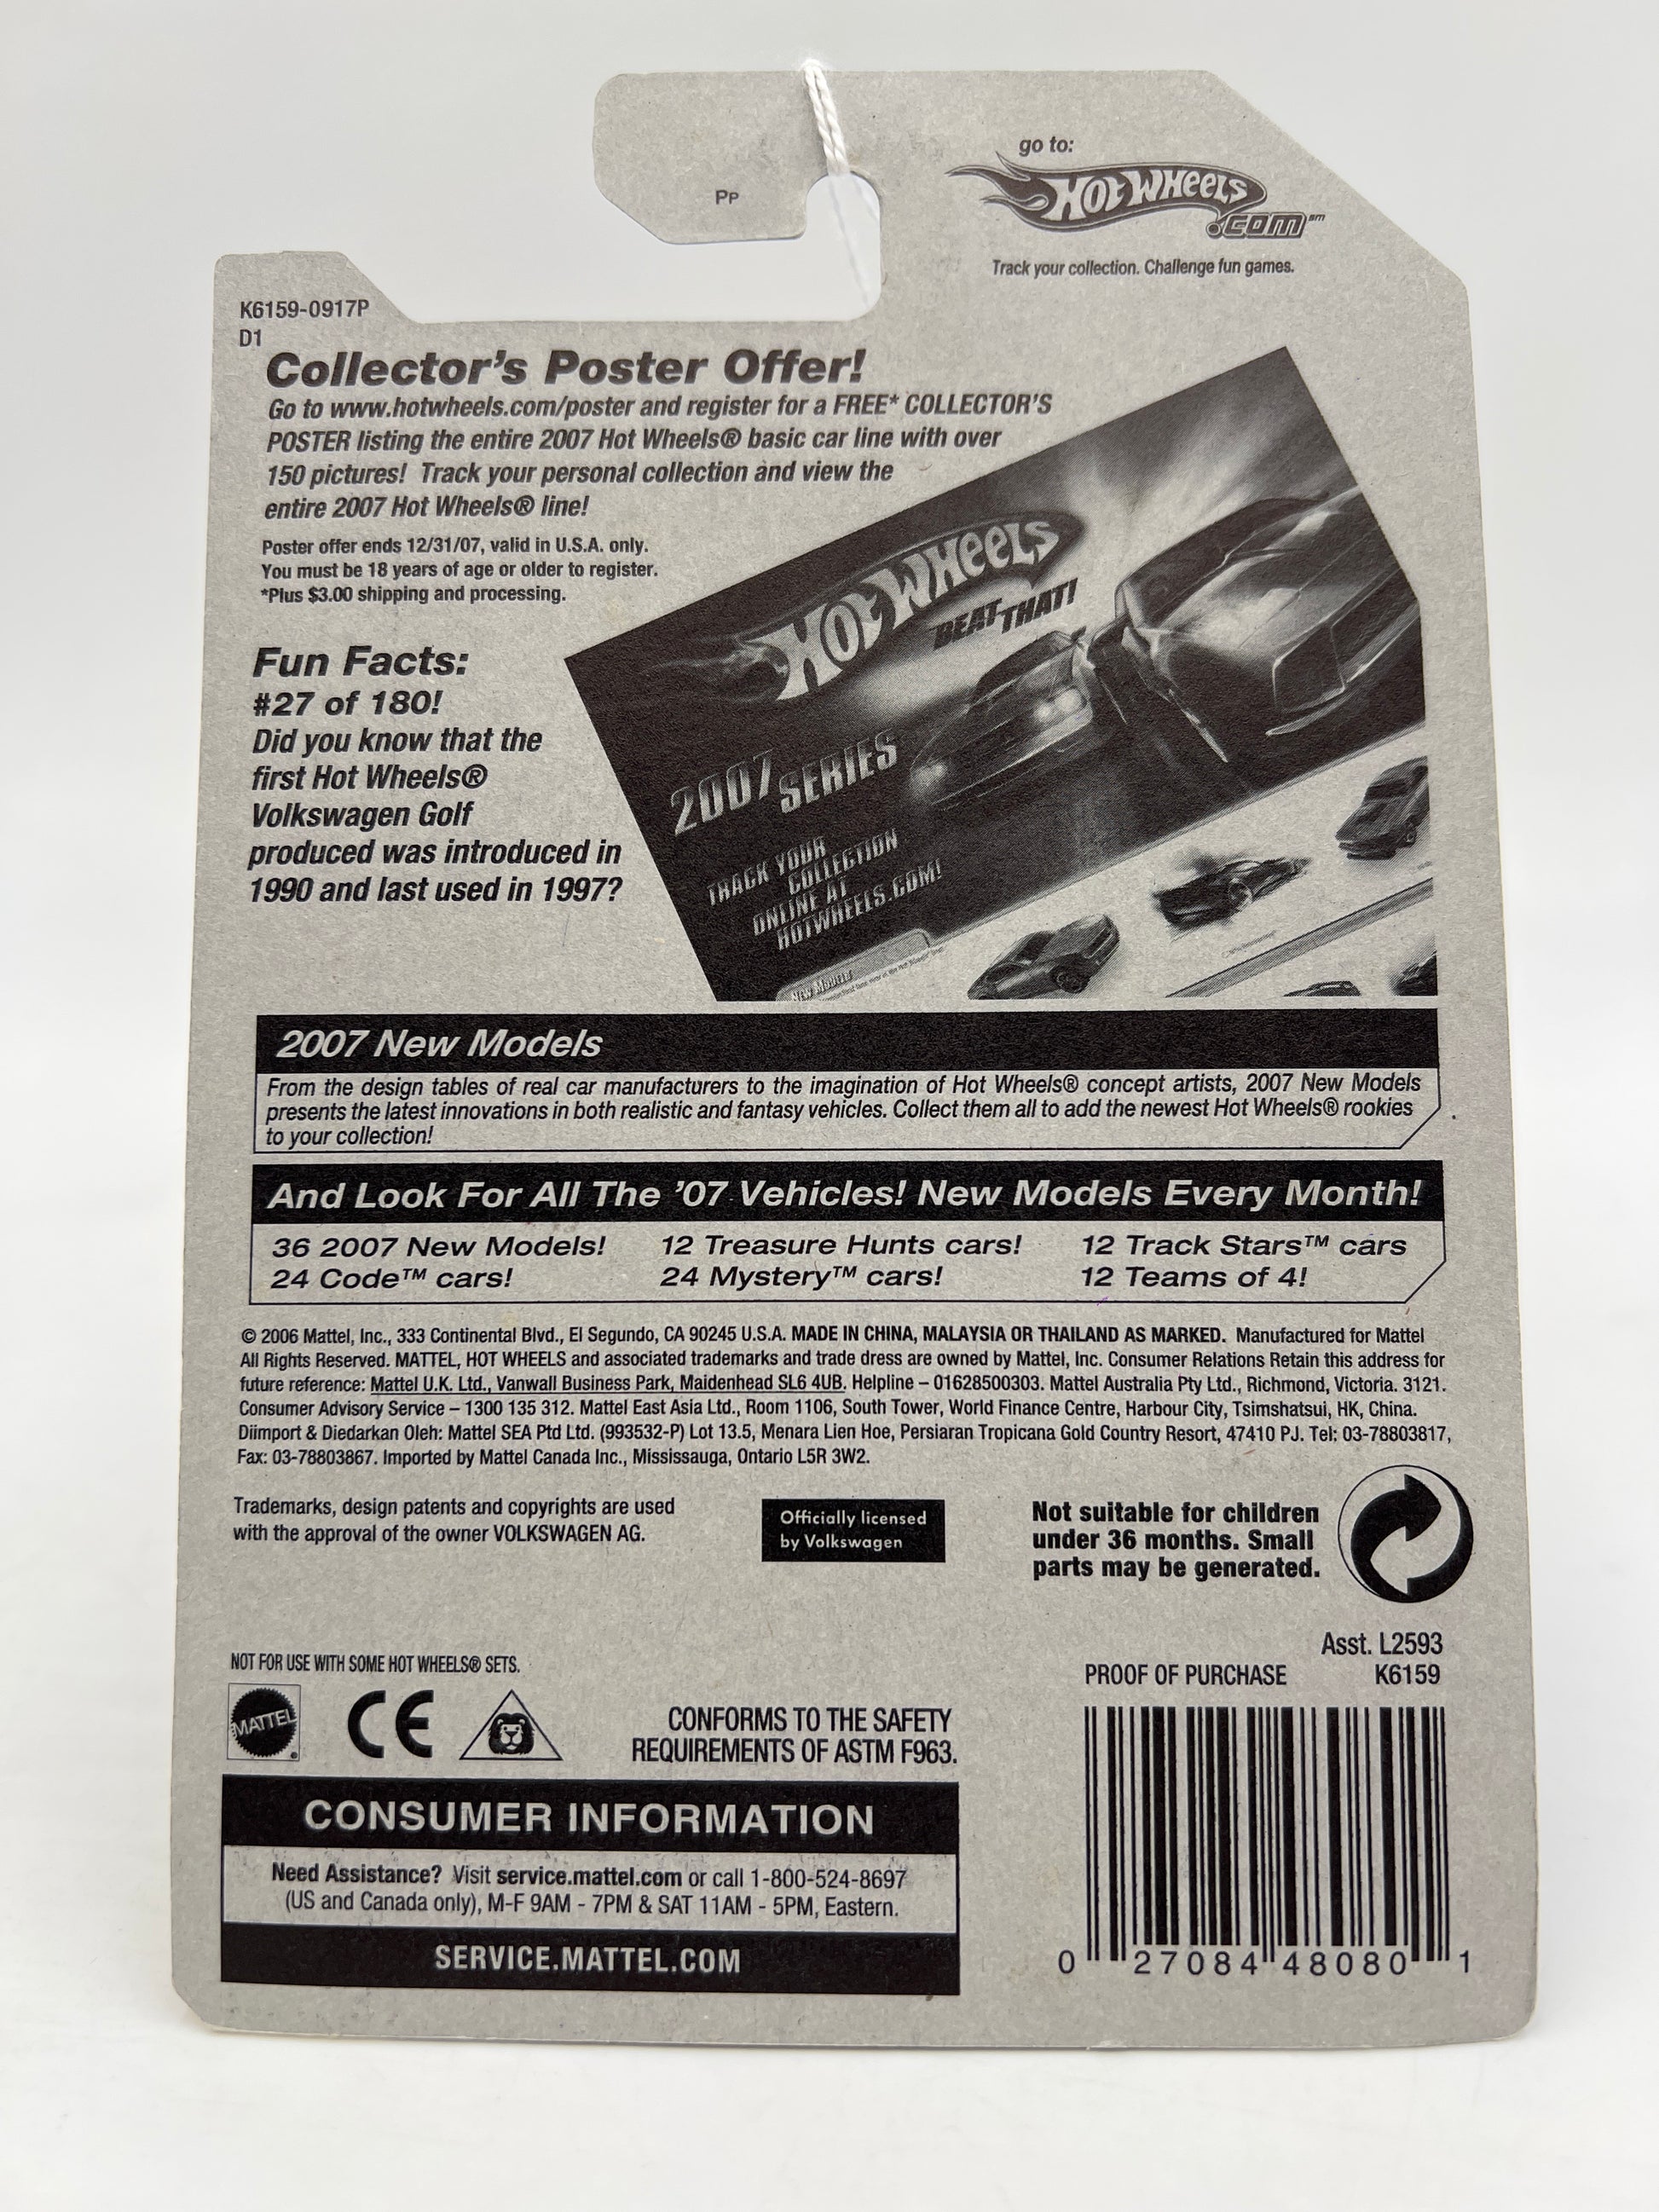 Pp
go to:
Hot Wheels
.com℠
Track your collection. Challenge fun games.
K6159-0917P
D1
Collector's Poster Offer!
Go to www.hotwheels.com/poster and register for a FREE* COLLECTOR'S
POSTER listing the entire 2007 Hot Wheels® basic car line with over
150 pictures! Track your personal collection and view the
entire 2007 Hot Wheels® line!
Poster offer ends 12/31/07, valid in U.S.A. only.
You must be 18 years of age or older to register.
*Plus $3.00 shipping and processing.
Hot Wheels
BEAT THAT!
2007 SERIES
TRACK YOUR
COLLECTION
ONLINE AT
HOTWHEELS.COM!
New Models
Fun Facts:
#27 of 180!
Did you know that the
first Hot Wheels®
Volkswagen Golf
produced was introduced in
1990 and last used in 1997?
2007 New Models
From the design tables of real car manufacturers to the imagination of Hot Wheels® concept artists, 2007 New Models
presents the latest innovations in both realistic and fantasy vehicles. Collect them all to add the newest Hot Wheels® rookies
to your collection!
And Look For All The '07 Vehicles! New Models Every Month!
36 2007 New Models! 12 Treasure Hunts cars! 12 Track Stars™ cars
24 Code™ cars! 24 Mystery™ cars! 12 Teams of 4!
© 2006 Mattel, Inc., 333 Continental Blvd., El Segundo, CA 90245 U.S.A. MADE IN CHINA, MALAYSIA OR THAILAND AS MARKED. Manufactured for Mattel
All Rights Reserved. MATTEL, HOT WHEELS and associated trademarks and trade dress are owned by Mattel, Inc. Consumer Relations Retain this address for
future reference: Mattel U.K. Ltd., Vanwall Business Park, Maidenhead SL6 4UB. Helpline – 01628500303. Mattel Australia Pty Ltd., Richmond, Victoria. 3121.
Consumer Advisory Service – 1300 135 312. Mattel East Asia Ltd., Room 1106, South Tower, World Finance Centre, Harbour City, Tsimshatsui, HK, China.
Diimport & Diedarkan Oleh: Mattel SEA Ptd Ltd. (993532-P) Lot 13.5, Menara Lien Hoe, Persiaran Tropicana Gold Country Resort, 47410 PJ. Tel: 03-78803817,
Fax: 03-78803867. Imported by Mattel Canada Inc., Mississauga, Ontario L5R 3W2.
Trademarks, design patents and copyrights are used
with the approval of the owner VOLKSWAGEN AG.
Officially licensed
by Volkswagen
Not suitable for children
under 36 months. Small
parts may be generated.
NOT FOR USE WITH SOME HOT WHEELS® SETS.
MATTEL
CE
CONFORMS TO THE SAFETY
REQUIREMENTS OF ASTM F963.
Asst. L2593
PROOF OF PURCHASE K6159
CONSUMER INFORMATION
Need Assistance? Visit service.mattel.com or call 1-800-524-8697
(US and Canada only), M-F 9AM - 7PM & SAT 11AM - 5PM, Eastern.
SERVICE.MATTEL.COM
0 27084 48080 1